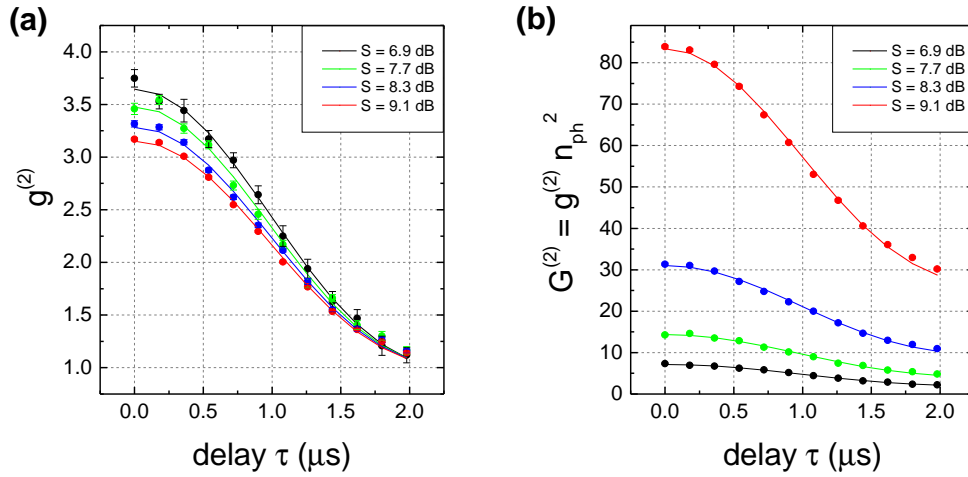 (a)
S = 6.9 dB
S = 7.7 dB
S = 8.3 dB
S = 9.1 dB
4.0
3.5
3.0
2.5
2.0
1.5
1.0
g^(2)
0.0 0.5 1.0 1.5 2.0
delay τ (μs)
(b)
S = 6.9 dB
S = 7.7 dB
S = 8.3 dB
S = 9.1 dB
80
70
60
50
40
30
20
10
0
G^(2) = g^(2) n_ph^2
0.0 0.5 1.0 1.5 2.0
delay τ (μs)